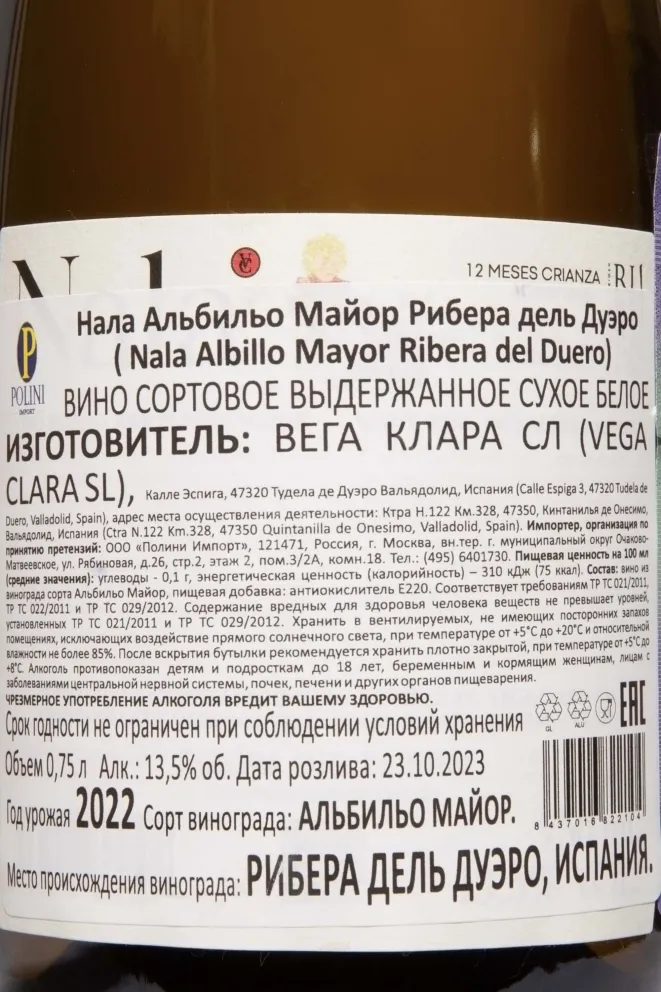 12 MESES CRIANZA
Нала Альбильо Майор Рибера дель Дуэро
( Nala Albillo Mayor Ribera del Duero)
P
POLINI
IMPORT
ВИНО СОРТОВОЕ ВЫДЕРЖАННОЕ СУХОЕ БЕЛОЕ
ИЗГОТОВИТЕЛЬ: ВЕГА КЛАРА СЛ (VEGA
CLARA SL), Калле Эспига, 47320 Тудела де Дуэро Вальядолид, Испания (Calle Espiga 3, 47320 Tudela de
Duero, Valladolid, Spain), адрес места осуществления деятельности: Ктра Н.122 Км.328, 47350, Кинтанилья де Онесимо,
Вальядолид, Испания (Ctra N.122 Km.328, 47350 Quintanilla de Onesimo, Valladolid, Spain). Импортер, организация по
принятию претензий: ООО «Полини Импорт», 121471, Россия, г. Москва, вн.тер. г. муниципальный округ Очаково-
Матвеевское, ул. Рябиновая, д.26, стр.2, этаж 2, пом.3/2А, комн.18. Тел.: (495) 6401730. Пищевая ценность на 100 мл
(средние значения): углеводы - 0,1 г, энергетическая ценность (калорийность) – 310 кДж (75 ккал). Состав: вино из
винограда сорта Альбильо Майор, пищевая добавка: антиокислитель Е220. Соответствует требованиям ТР ТС 021/2011,
ТР ТС 022/2011 и ТР ТС 029/2012. Содержание вредных для здоровья человека веществ не превышает уровней,
установленных ТР ТС 021/2011 и ТР ТС 029/2012. Хранить в вентилируемых, не имеющих посторонних запахов
помещениях, исключающих воздействие прямого солнечного света, при температуре от +5°С до +20°С и относительной
влажности не более 85%. После вскрытия бутылки рекомендуется хранить плотно закрытой, при температуре от +5°С до
+8°С. Алкоголь противопоказан детям и подросткам до 18 лет, беременным и кормящим женщинам, лицам с
заболеваниями центральной нервной системы, почек, печени и других органов пищеварения.
ЧРЕЗМЕРНОЕ УПОТРЕБЛЕНИЕ АЛКОГОЛЯ ВРЕДИТ ВАШЕМУ ЗДОРОВЬЮ.
Срок годности не ограничен при соблюдении условий хранения
GL ALU EAC
Объем 0,75 л Алк.: 13,5% об. Дата розлива: 23.10.2023
Год урожая 2022 Сорт винограда: АЛЬБИЛЬО МАЙОР.
8 437016 822104
Место происхождения винограда: РИБЕРА ДЕЛЬ ДУЭРО, ИСПАНИЯ.